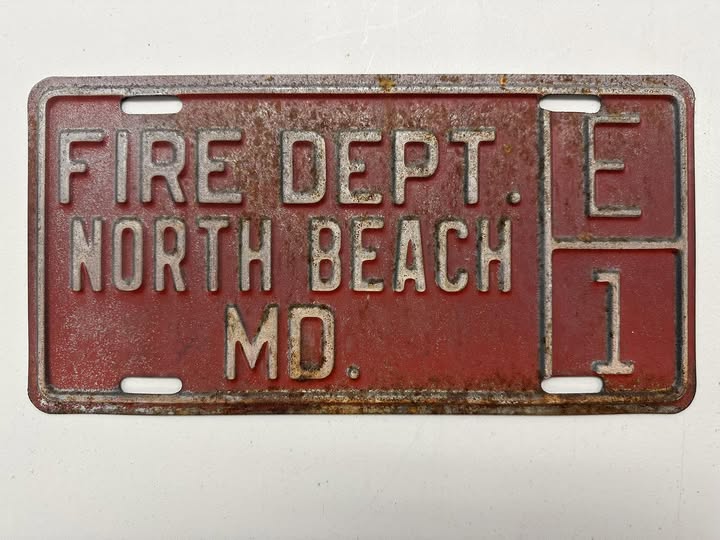 FIRE DEPT.
NORTH BEACH
MD.
E
1